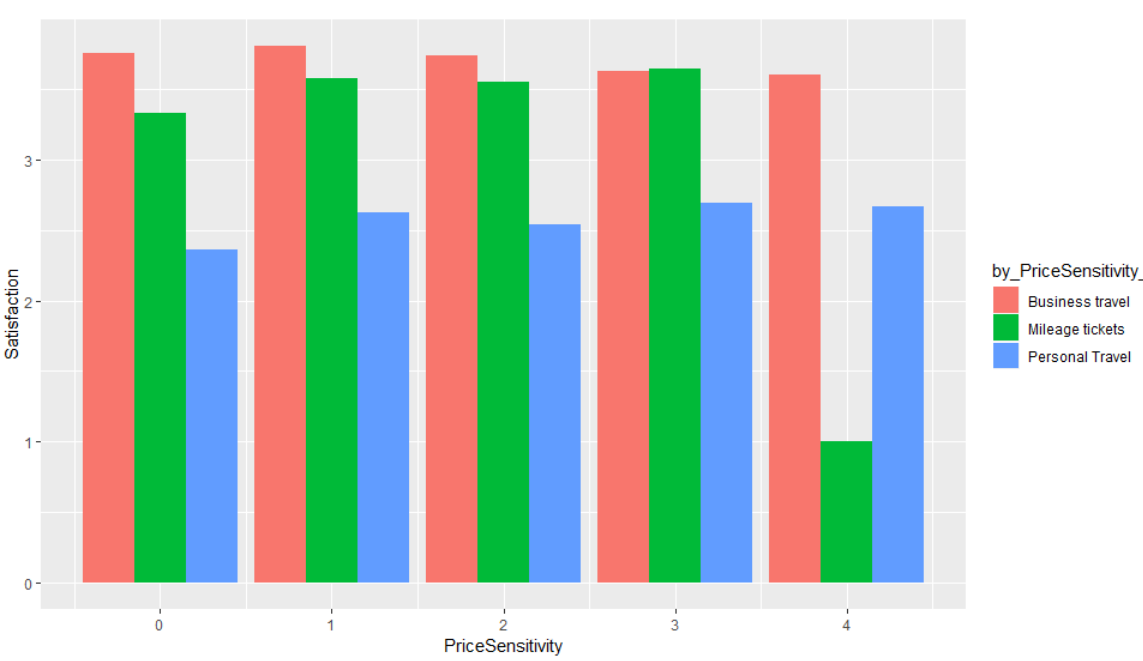 Satisfaction
3
2
1
0
0 1 2 3 4
PriceSensitivity
by_PriceSensitivity_
Business travel
Mileage tickets
Personal Travel